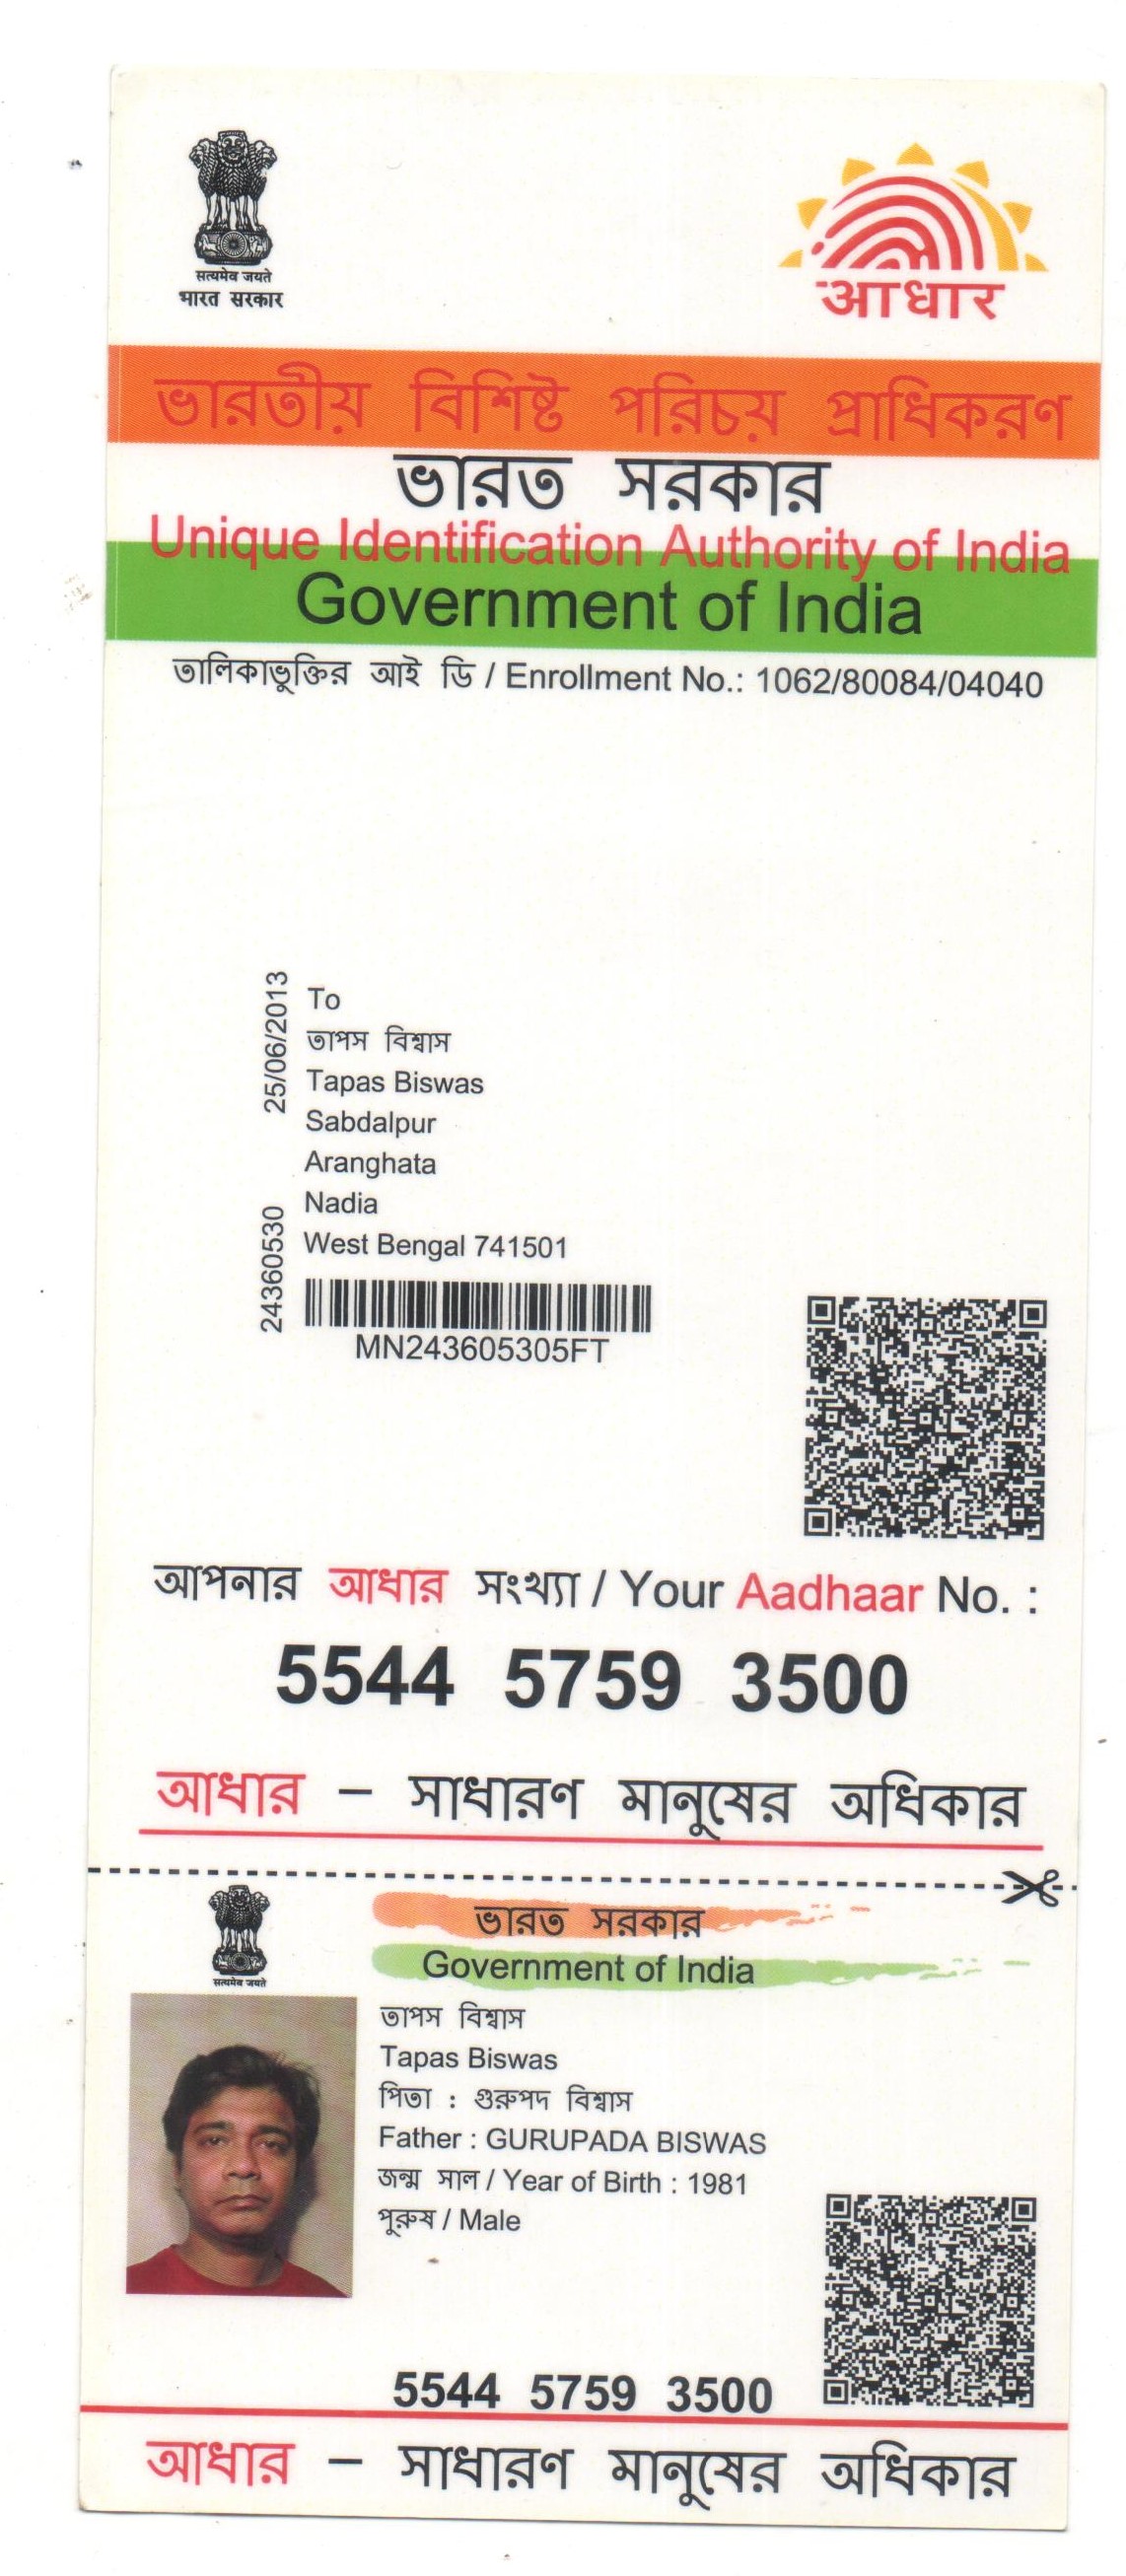 सत्यमेव जयते
भारत सरकार
आधार
ভারতীয় বিশিষ্ট পরিচয় প্রাধিকরণ
ভারত সরকার
Unique Identification Authority of India
Government of India
তালিকাভুক্তির আই ডি / Enrollment No.: 1062/80084/04040
25/06/2013
To
তাপস বিশ্বাস
Tapas Biswas
Sabdalpur
Aranghata
Nadia
West Bengal 741501
24360530
MN243605305FT
আপনার আধার সংখ্যা / Your Aadhaar No. :
5544 5759 3500
আধার – সাধারণ মানুষের অধিকার
सत्यमेव जयते
ভারত সরকার
Government of India
তাপস বিশ্বাস
Tapas Biswas
পিতা : গুরুপদ বিশ্বাস
Father : GURUPADA BISWAS
জন্ম সাল / Year of Birth : 1981
পুরুষ / Male
5544 5759 3500
আধার – সাধারণ মানুষের অধিকার